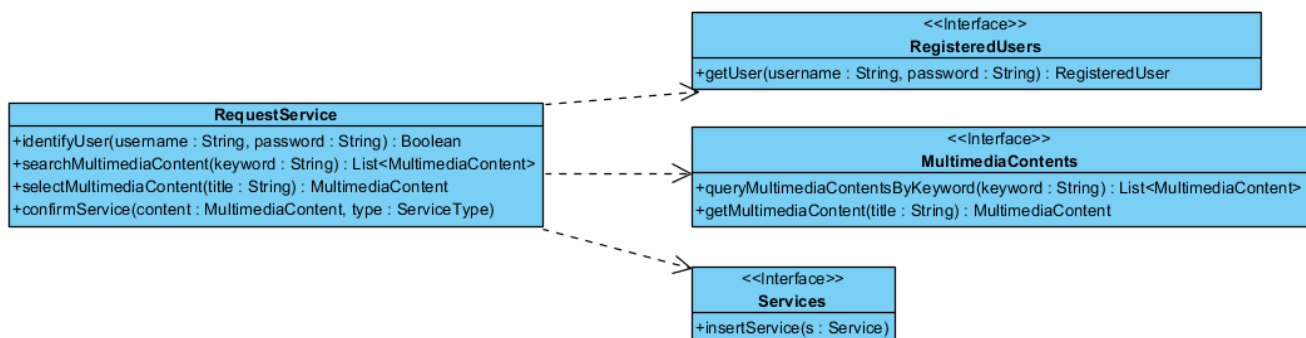 <<Interface>>
RegisteredUsers
+getUser(username : String, password : String) : RegisteredUser
RequestService
+identifyUser(username : String, password : String) : Boolean
+searchMultimediaContent(keyword : String) : List<MultimediaContent>
+selectMultimediaContent(title : String) : MultimediaContent
+confirmService(content : MultimediaContent, type : ServiceType)
<<Interface>>
MultimediaContents
+queryMultimediaContentsByKeyword(keyword : String) : List<MultimediaContent>
+getMultimediaContent(title : String) : MultimediaContent
<<Interface>>
Services
+insertService(s : Service)